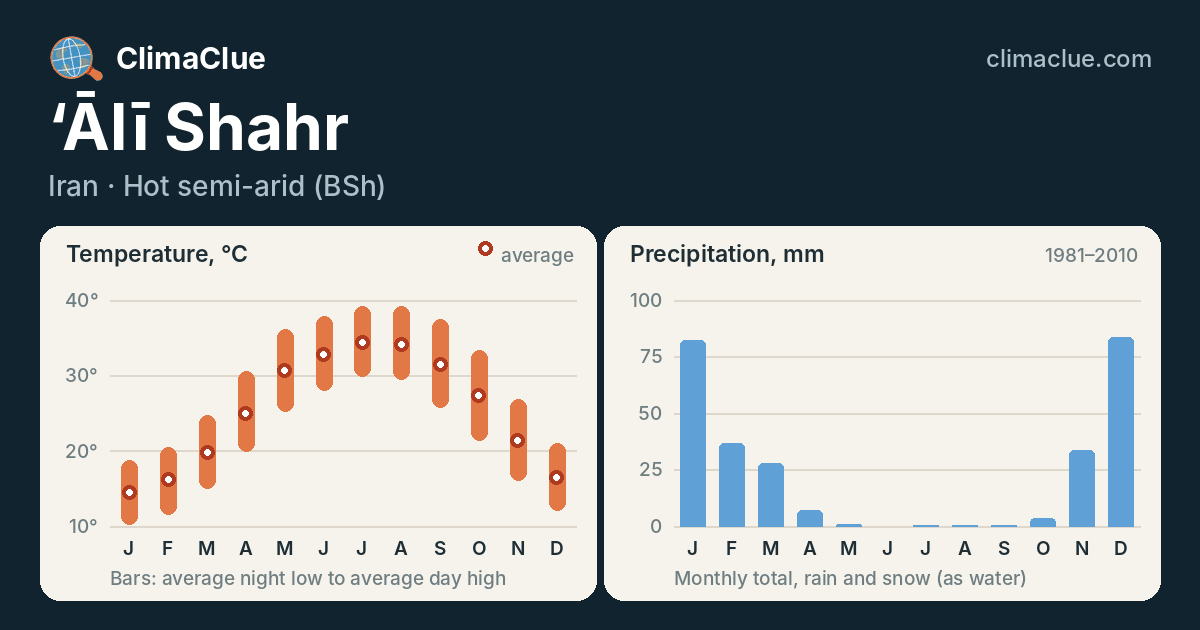 ClimaClue
climaclue.com
‘Ālī Shahr
Iran · Hot semi-arid (BSh)
Temperature, °C
average
40°
30°
20°
10°
J F M A M J J A S O N D
Bars: average night low to average day high
Precipitation, mm
1981–2010
100
75
50
25
0
J F M A M J J A S O N D
Monthly total, rain and snow (as water)